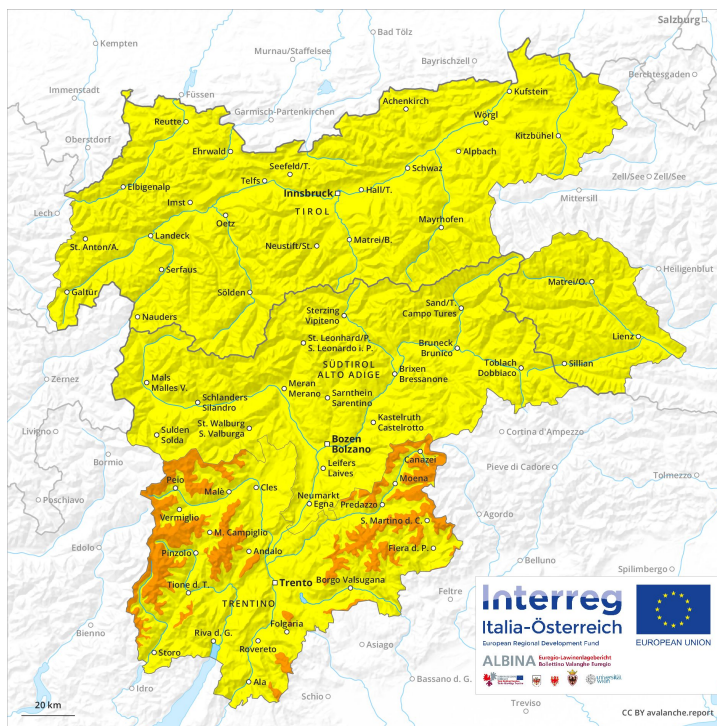 Salzburg
Kempten
Bad Tölz
Murnau/Staffelsee
Bayrischzell
Berchtesgaden
Immenstadt
Füssen
Kufstein
Garmisch-Partenkirchen
Achenkirch
Reutte
Wörgl
Oberstdorf
Ehrwald
Kitzbühel
Alpbach
Seefeld/T.
Schwaz
Zell/See
Zell/See
Telfs
Elbigenalp
Innsbruck
Hall/T.
Mittersill
Imst
TIROL
Lech
Oetz
Mayrhofen
Landeck
St. Anton/A.
Neustift/St.
Matrei/B.
Serfaus
Heiligenblut
Galtür
Sölden
Matrei/O.
Nauders
Sterzing
Vipiteno
Sand/T.
Campo Tures
Lienz
St. Leonhard/P.
S. Leonardo i. P.
Bruneck
Brunico
SÜDTIROL
ALTO ADIGE
Toblach
Dobbiaco
Sillian
Brixen
Bressanone
Zernez
Mals
Malles V.
Meran
Merano
Schlanders
Silandro
Sarnthein
Sarentino
St. Walburg
S. Valburga
Kastelruth
Castelrotto
Livigno
Sulden
Solda
Cortina d'Ampezzo
Bozen
Bolzano
Bormio
Canazei
Leifers
Laives
Pieve di Cadore
Tolmezzo
Poschiavo
Peio
Malè
Cles
Moena
Neumarkt
Egna
Predazzo
Vermiglio
Agordo
S. Martino d. C.
Edolo
M. Campiglio
Pinzolo
Andalo
Fiera d. P.
Belluno
Spilimbergo
Tione d. T.
Trento
Borgo Valsugana
Feltre
TRENTINO
Bienno
Riva d. G.
Folgaria
Rovereto
Asiago
Storo
Ala
Bassano d. G.
Idro
Schio
Treviso
Interreg
Italia-Österreich
European Regional Development Fund
EUROPEAN UNION
ALBINA
Euregio-Lawinenlagebericht
Bollettino Valanghe Euregio
universität
wien
20 km
CC BY avalanche.report